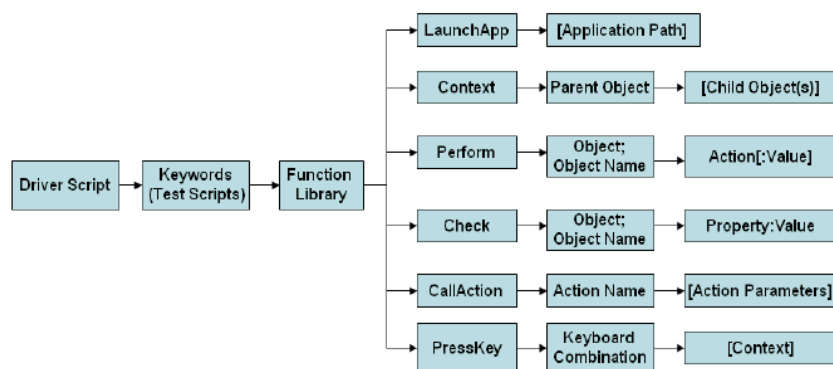 LaunchApp
[Application Path]
Context
Parent Object
[Child Object(s)]
Perform
Object;
Object Name
Action[:Value]
Driver Script
Keywords
(Test Scripts)
Function
Library
Check
Object;
Object Name
Property:Value
CallAction
Action Name
[Action Parameters]
PressKey
Keyboard
Combination
[Context]